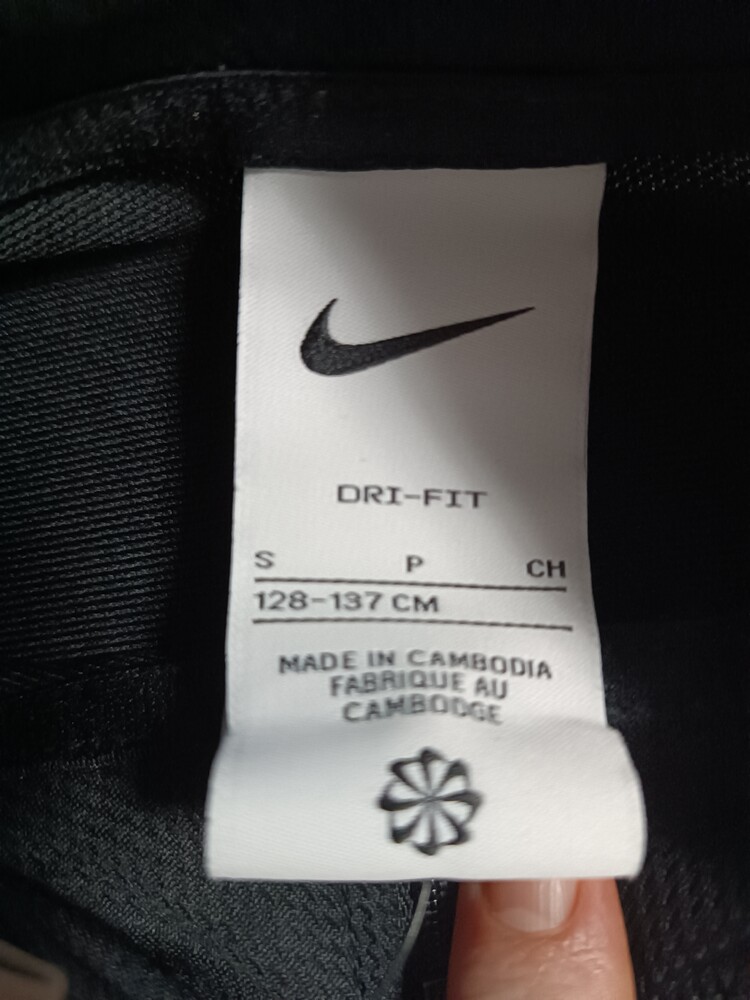 DRI-FIT
S P CH
128-137 CM
MADE IN CAMBODIA
FABRIQUE AU
CAMBODGE